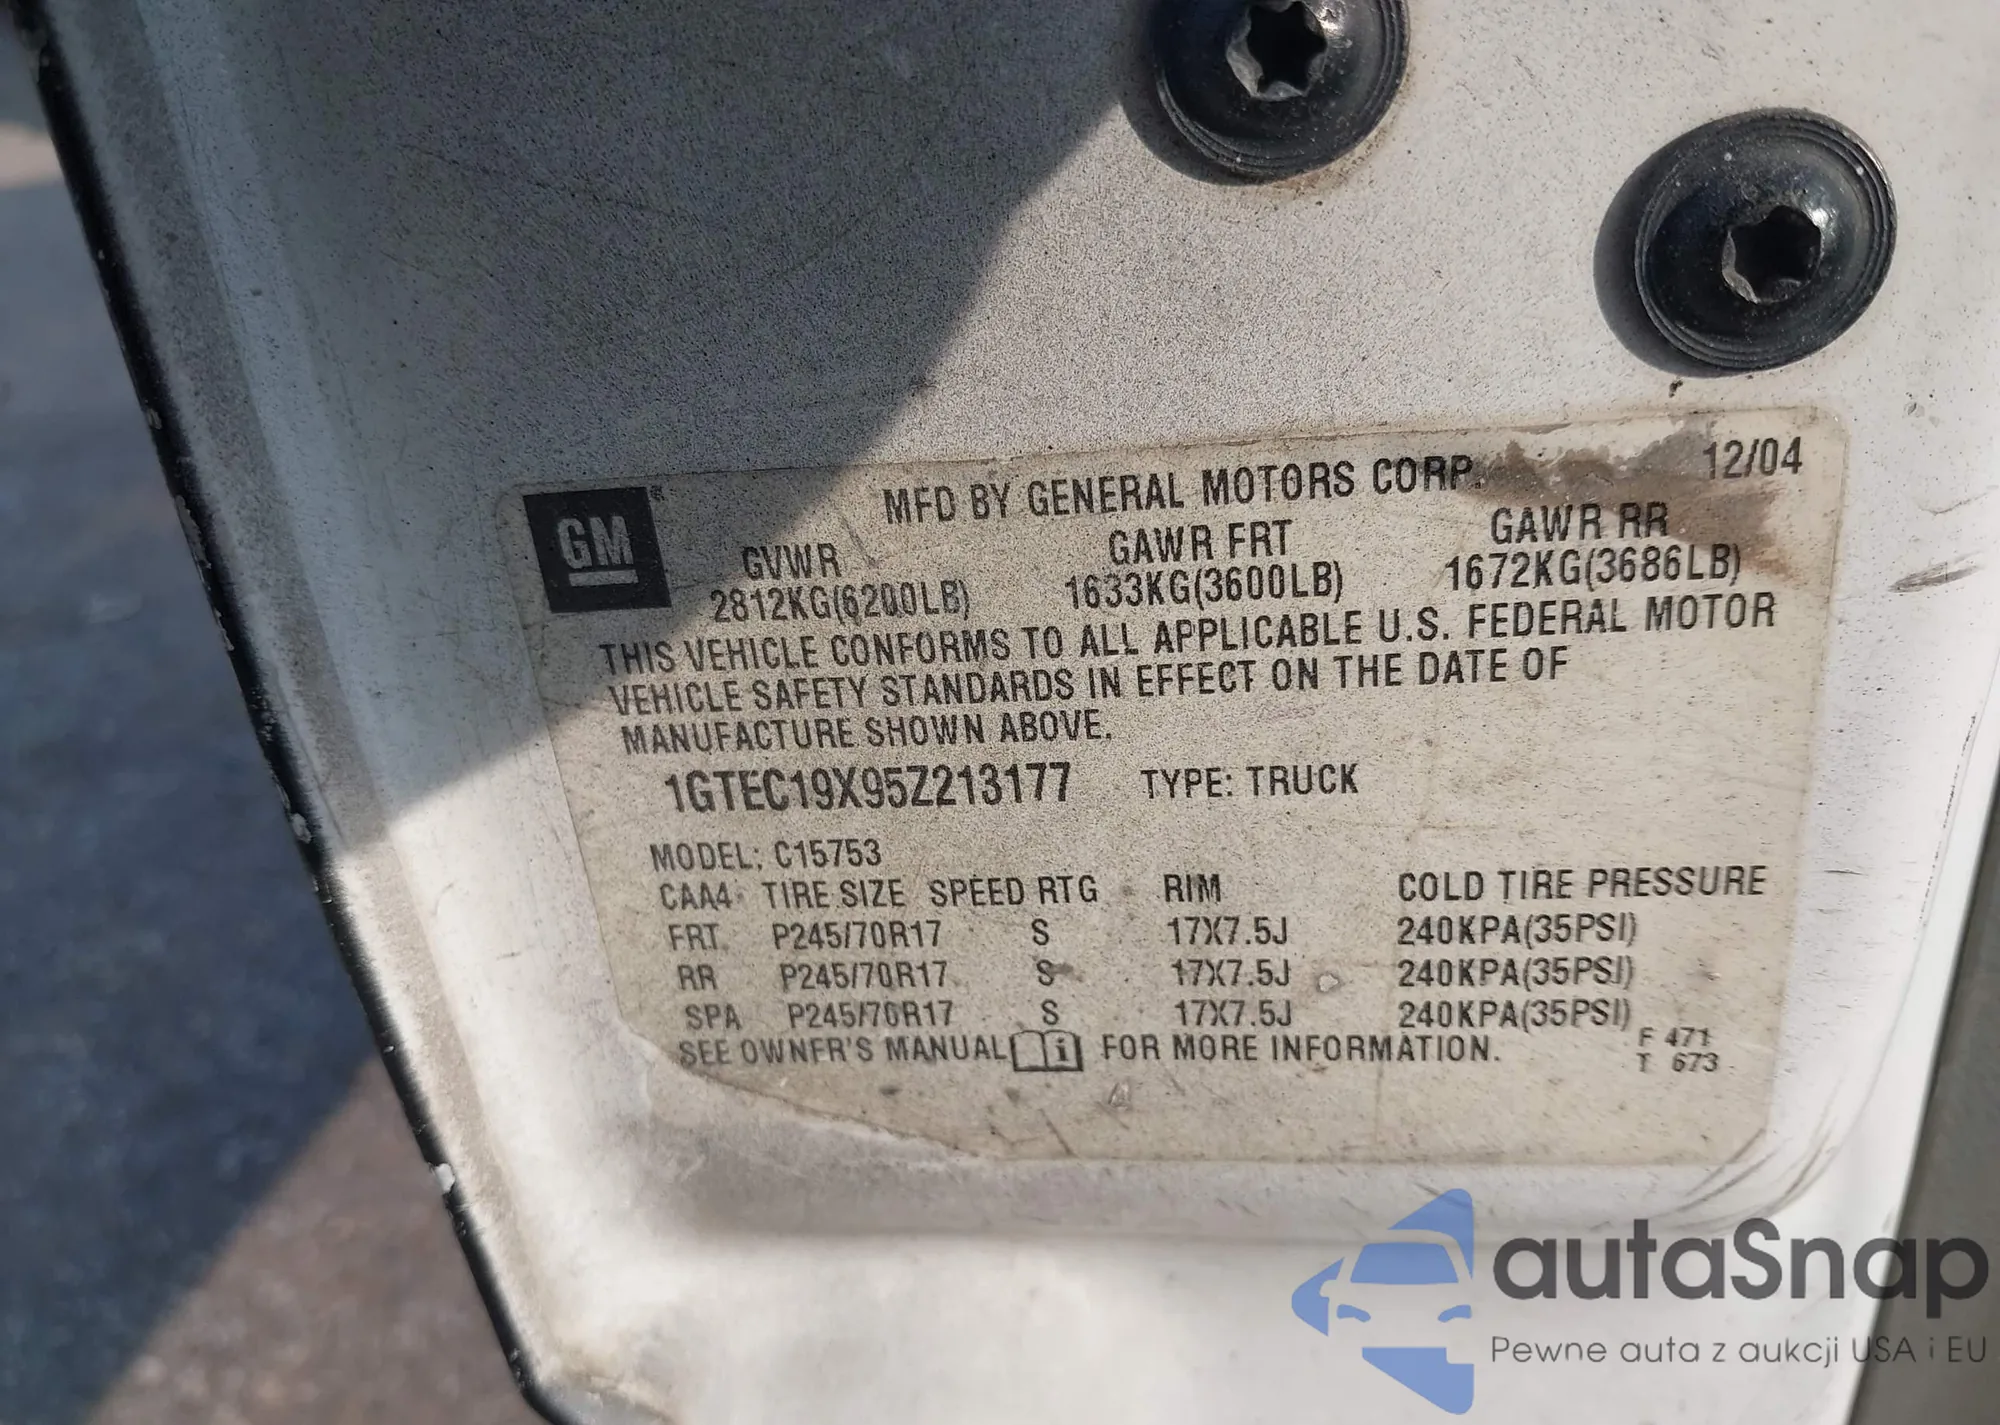 MFD BY GENERAL MOTORS CORP. 12/04
GM
GVWR GAWR FRT GAWR RR
2812KG(6200LB) 1633KG(3600LB) 1672KG(3686LB)
THIS VEHICLE CONFORMS TO ALL APPLICABLE U.S. FEDERAL MOTOR
VEHICLE SAFETY STANDARDS IN EFFECT ON THE DATE OF
MANUFACTURE SHOWN ABOVE.
1GTEC19X95Z213177 TYPE: TRUCK
MODEL: C15753
CAA4 TIRE SIZE SPEED RTG RIM COLD TIRE PRESSURE
FRT P245/70R17 S 17X7.5J 240KPA(35PSI)
RR P245/70R17 S 17X7.5J 240KPA(35PSI)
SPA P245/70R17 S 17X7.5J 240KPA(35PSI)
SEE OWNER'S MANUAL i FOR MORE INFORMATION.
F 471
T 673
autaSnap
Pewne auta z aukcji USA i EU